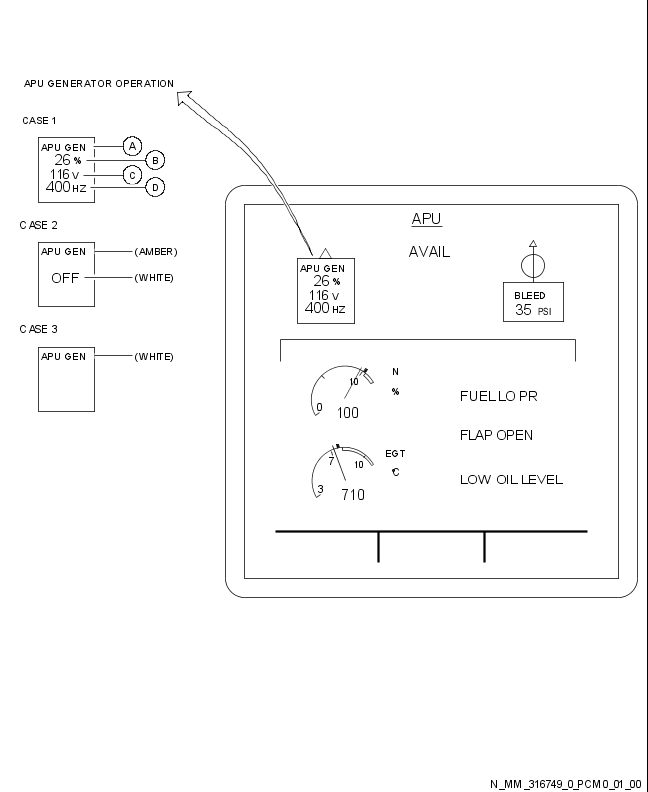 APU GENERATOR OPERATION
CASE 1
APU GEN
26 %
116 V
400 HZ
A
B
C
D
CASE 2
APU GEN
OFF
(AMBER)
(WHITE)
CASE 3
APU GEN
(WHITE)
APU
AVAIL
APU GEN
26 %
116 V
400 HZ
BLEED
35 PSI
N
%
10
0
100
FUEL LO PR
FLAP OPEN
EGT
°C
7
10
3
710
LOW OIL LEVEL
N_MM_316749_0_PCM0_01_00